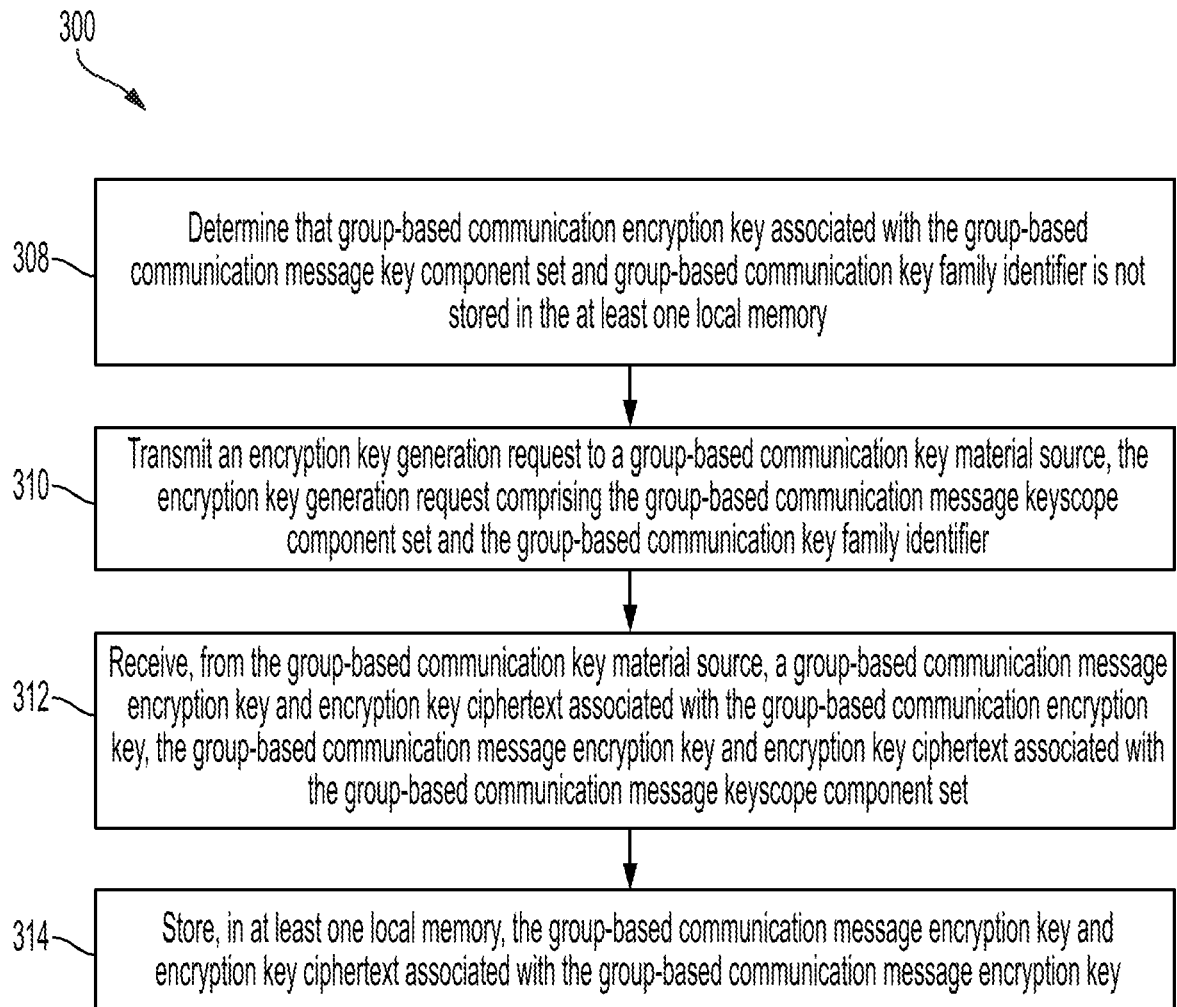 300
308
Determine that group-based communication encryption key associated with the group-based
communication message key component set and group-based communication key family identifier is not
stored in the at least one local memory
310
Transmit an encryption key generation request to a group-based communication key material source, the
encryption key generation request comprising the group-based communication message keyscope
component set and the group-based communication key family identifier
312
Receive, from the group-based communication key material source, a group-based communication message
encryption key and encryption key ciphertext associated with the group-based communication encryption
key, the group-based communication message encryption key and encryption key ciphertext associated with
the group-based communication message keyscope component set
314
Store, in at least one local memory, the group-based communication message encryption key and
encryption key ciphertext associated with the group-based communication message encryption key